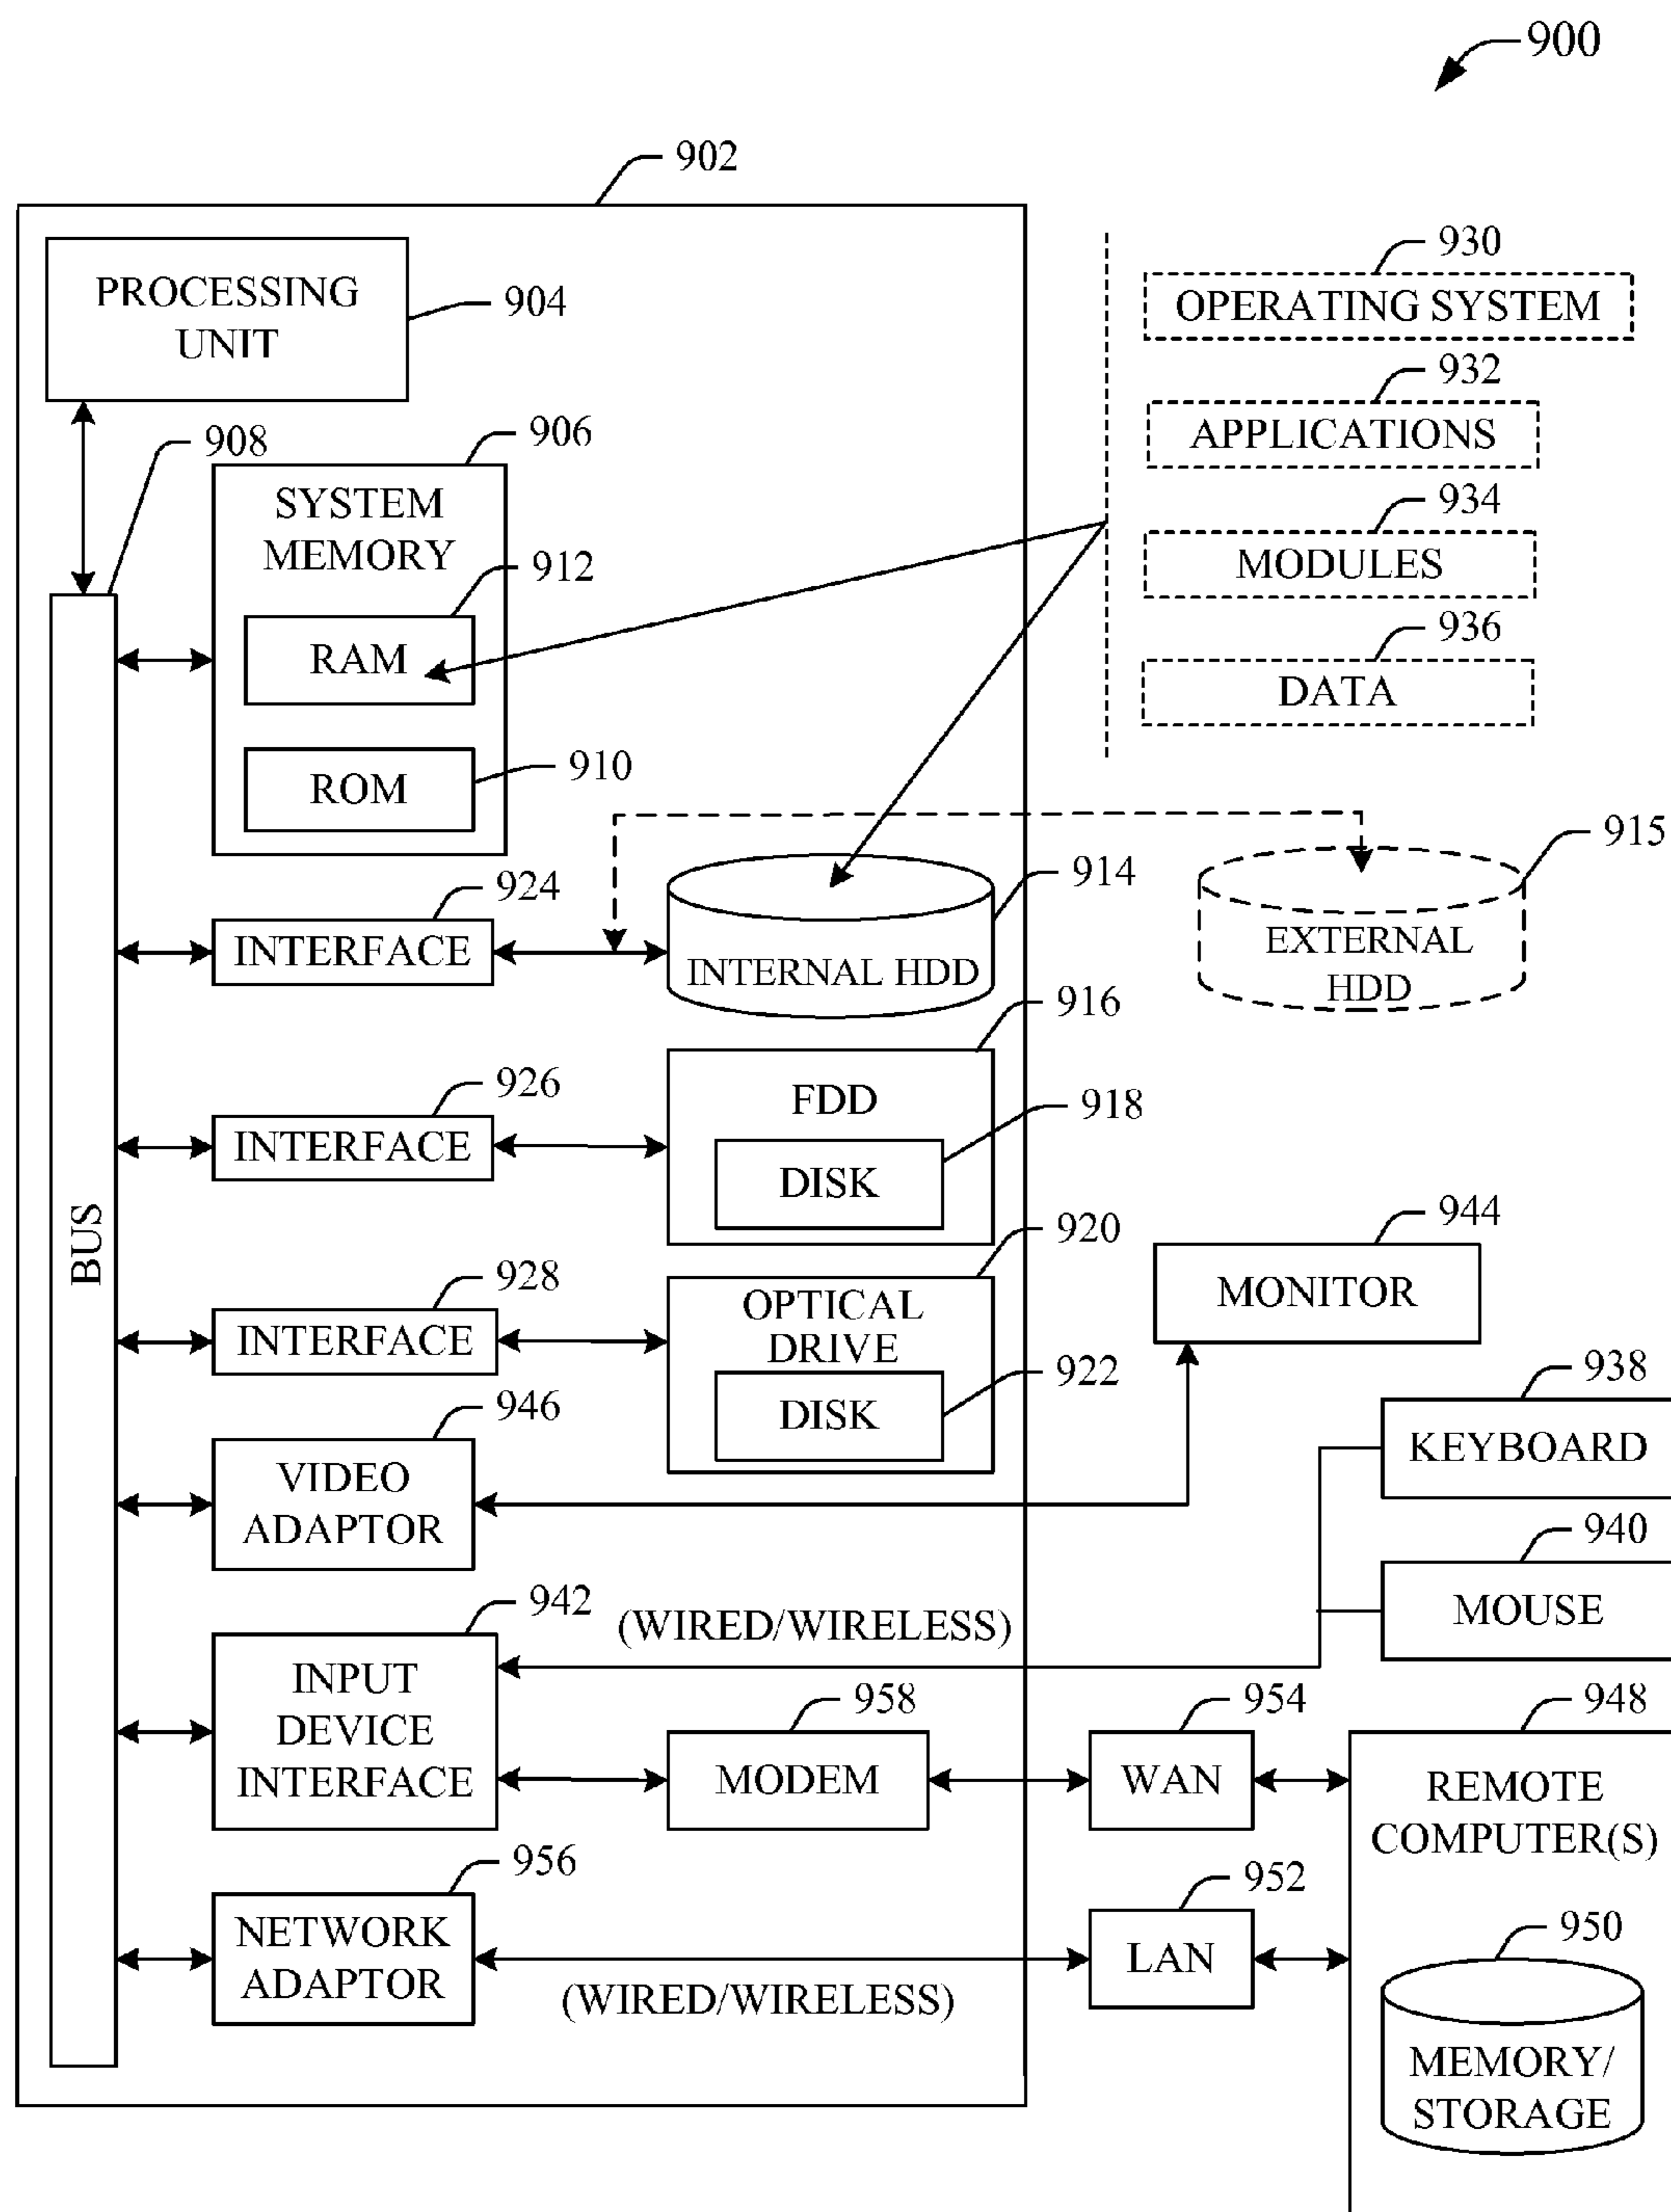 900
902
PROCESSING
UNIT
904
930
OPERATING SYSTEM
932
APPLICATIONS
934
MODULES
936
DATA
908
906
SYSTEM
MEMORY
912
RAM
910
ROM
915
EXTERNAL
HDD
924
INTERFACE
914
INTERNAL HDD
916
926
INTERFACE
FDD
918
DISK
BUS
920
928
INTERFACE
OPTICAL
DRIVE
922
DISK
944
MONITOR
946
VIDEO
ADAPTOR
938
KEYBOARD
940
MOUSE
942
(WIRED/WIRELESS)
INPUT
DEVICE
INTERFACE
958
MODEM
954
WAN
948
REMOTE
COMPUTER(S)
956
NETWORK
ADAPTOR
(WIRED/WIRELESS)
952
LAN
950
MEMORY/
STORAGE